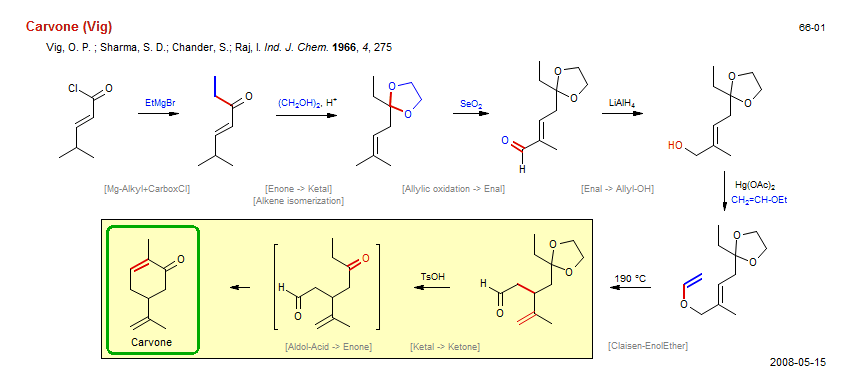 Carvone (Vig)
66-01
Vig, O. P. ; Sharma, S. D.; Chander, S.; Raj, I. Ind. J. Chem. 1966, 4, 275
Cl
O
EtMgBr
O
(CH₂OH)₂, H⁺
O
O
SeO₂
O
O
O
H
LiAlH₄
O
O
HO
[Mg-Alkyl+CarboxCl]
[Enone -> Ketal]
[Alkene isomerization]
[Allylic oxidation -> Enal]
[Enal -> Allyl-OH]
Hg(OAc)₂
CH₂=CH-OEt
O
Carvone
H
O
O
[Aldol-Acid -> Enone]
TsOH
[Ketal -> Ketone]
H
O
O
O
190 °C
[Claisen-EnolEther]
O
O
O
2008-05-15